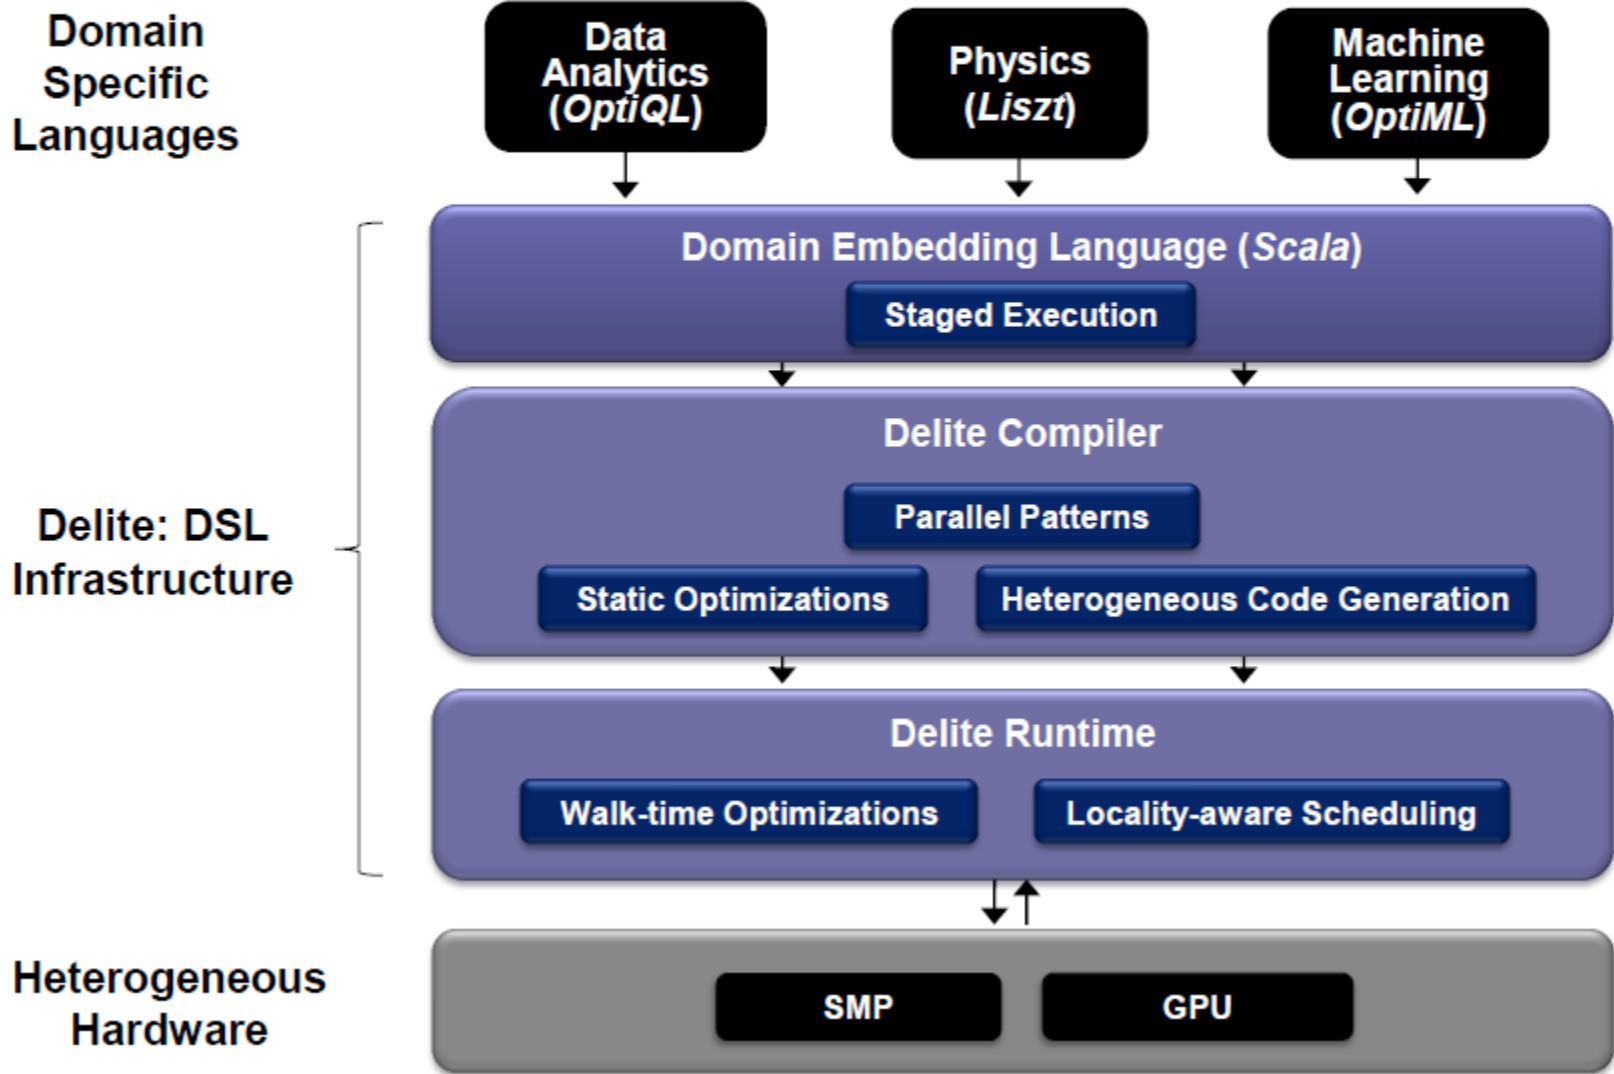 Domain
Specific
Languages
Data
Analytics
(OptiQL)
Physics
(Liszt)
Machine
Learning
(OptiML)
Delite: DSL
Infrastructure
Domain Embedding Language (Scala)
Staged Execution
Delite Compiler
Parallel Patterns
Static Optimizations
Heterogeneous Code Generation
Delite Runtime
Walk-time Optimizations
Locality-aware Scheduling
Heterogeneous
Hardware
SMP
GPU